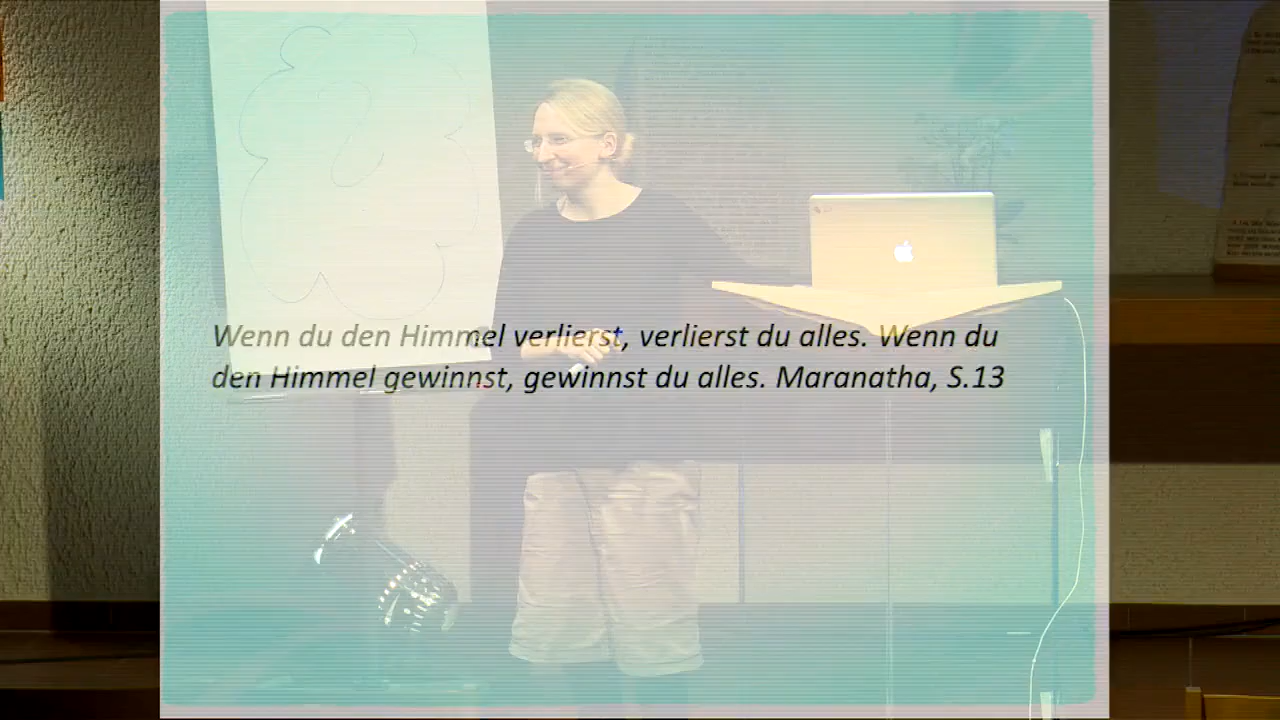 Wenn du den Himmel verlierst, verlierst du alles. Wenn du
den Himmel gewinnst, gewinnst du alles. Maranatha, S.13